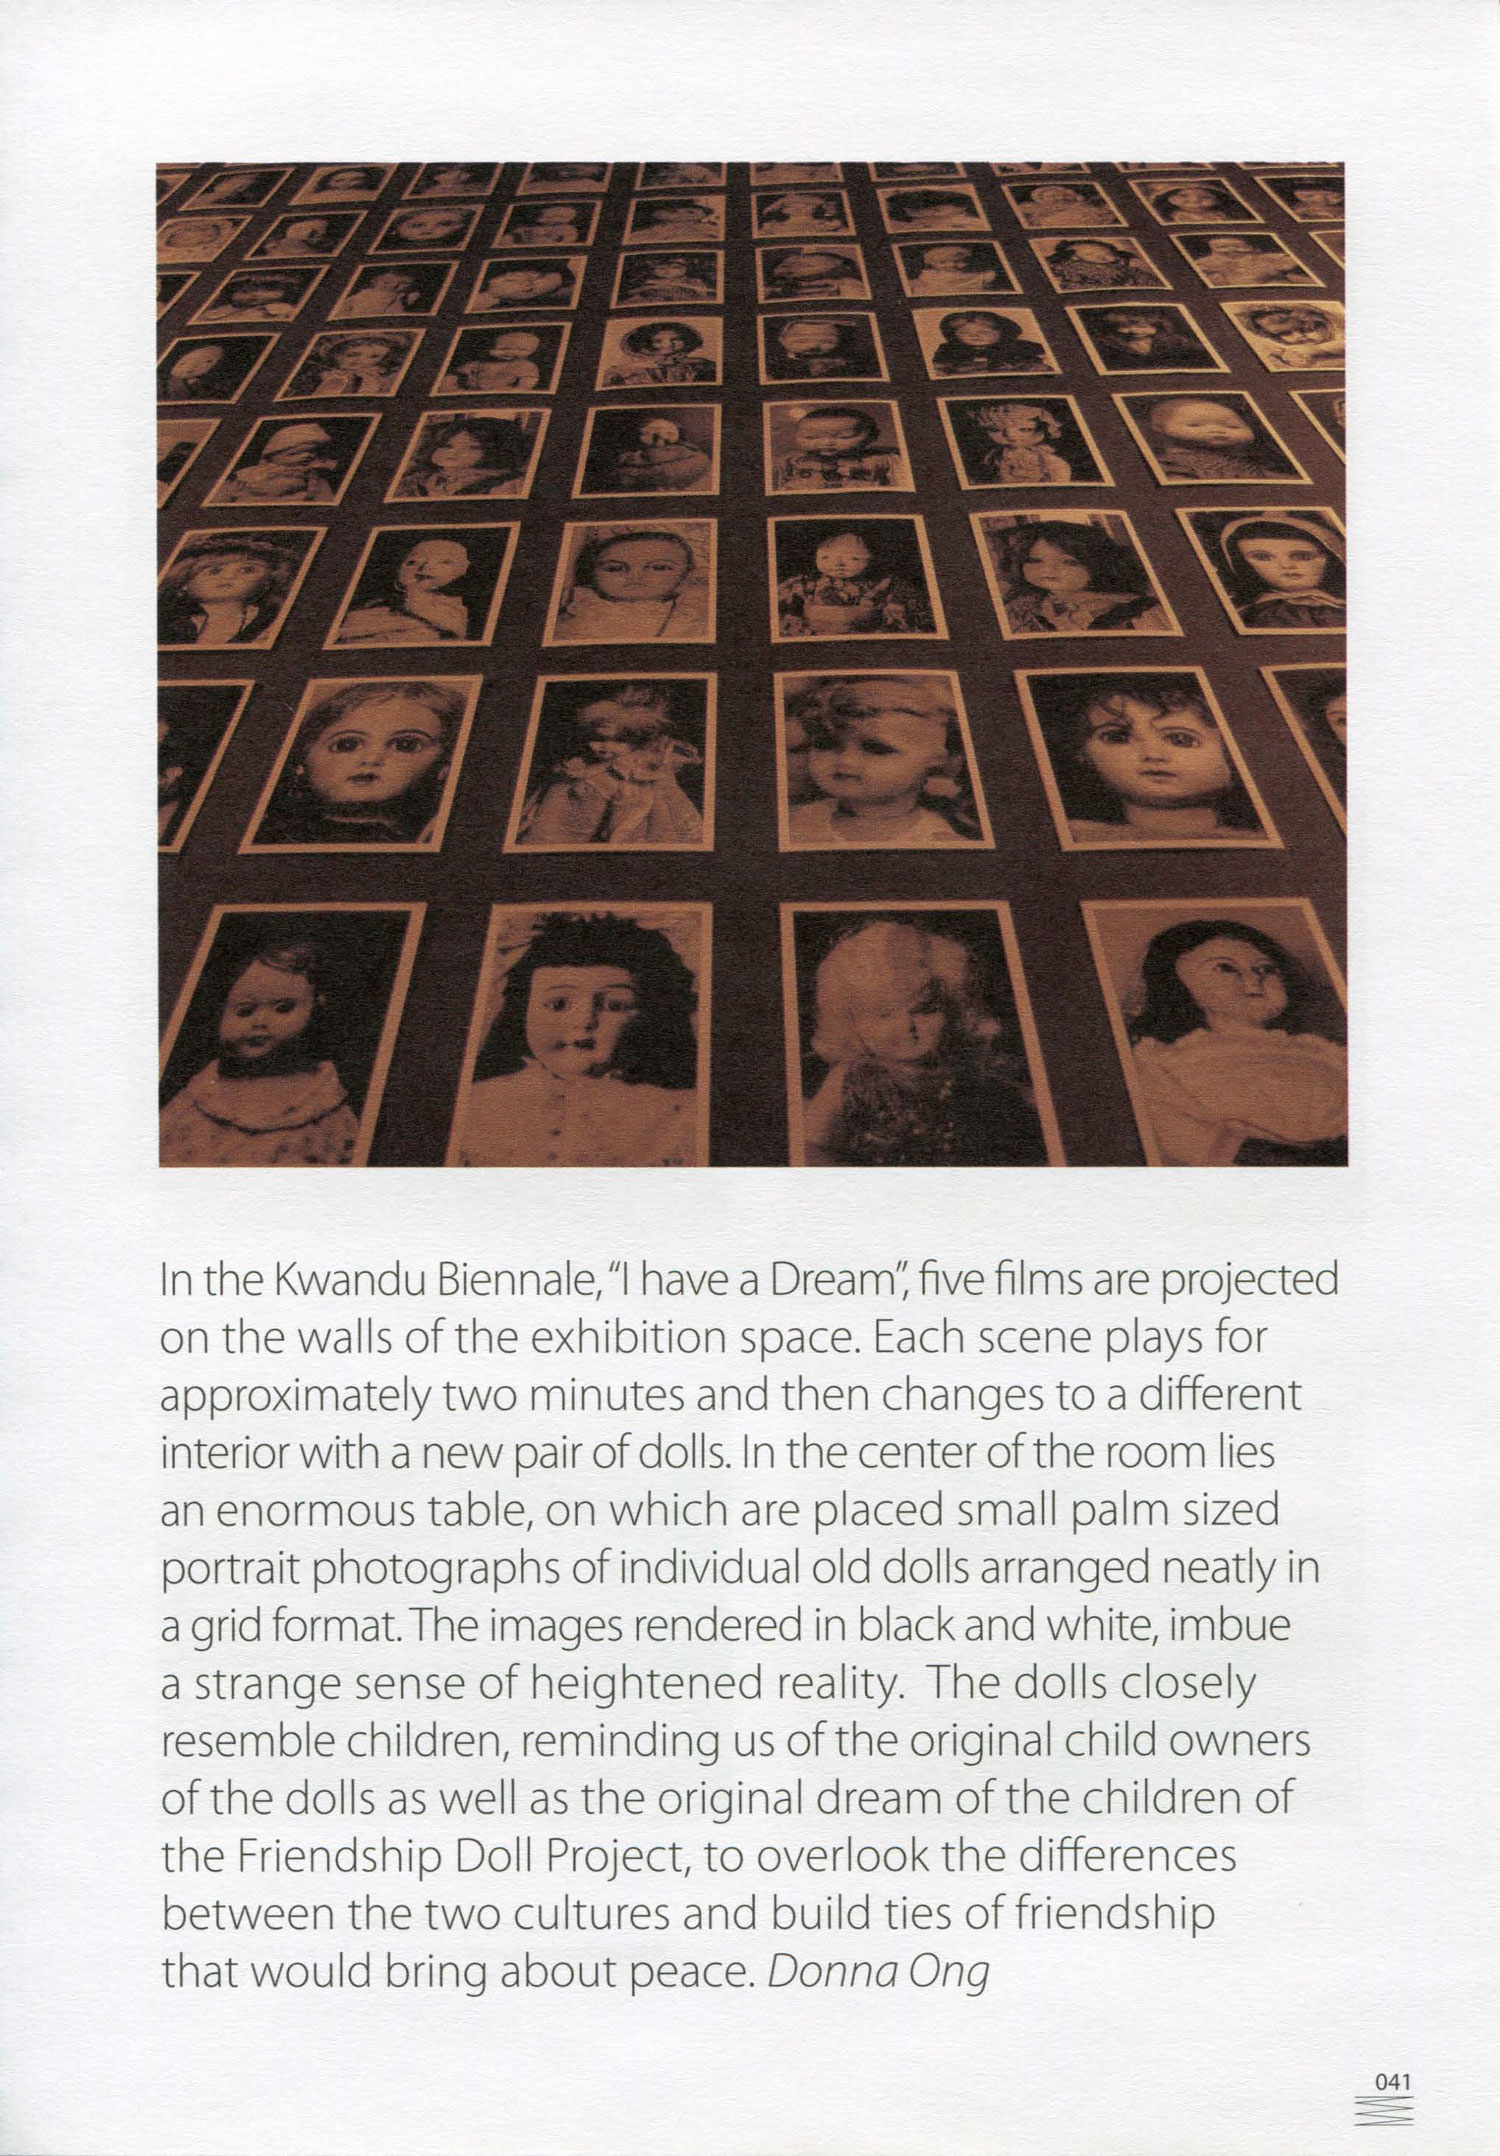 In the Kwandu Biennale, “I have a Dream”, five films are projected
on the walls of the exhibition space. Each scene plays for
approximately two minutes and then changes to a different
interior with a new pair of dolls. In the center of the room lies
an enormous table, on which are placed small palm sized
portrait photographs of individual old dolls arranged neatly in
a grid format. The images rendered in black and white, imbue
a strange sense of heightened reality.  The dolls closely
resemble children, reminding us of the original child owners
of the dolls as well as the original dream of the children of
the Friendship Doll Project, to overlook the differences
between the two cultures and build ties of friendship
that would bring about peace. Donna Ong
041